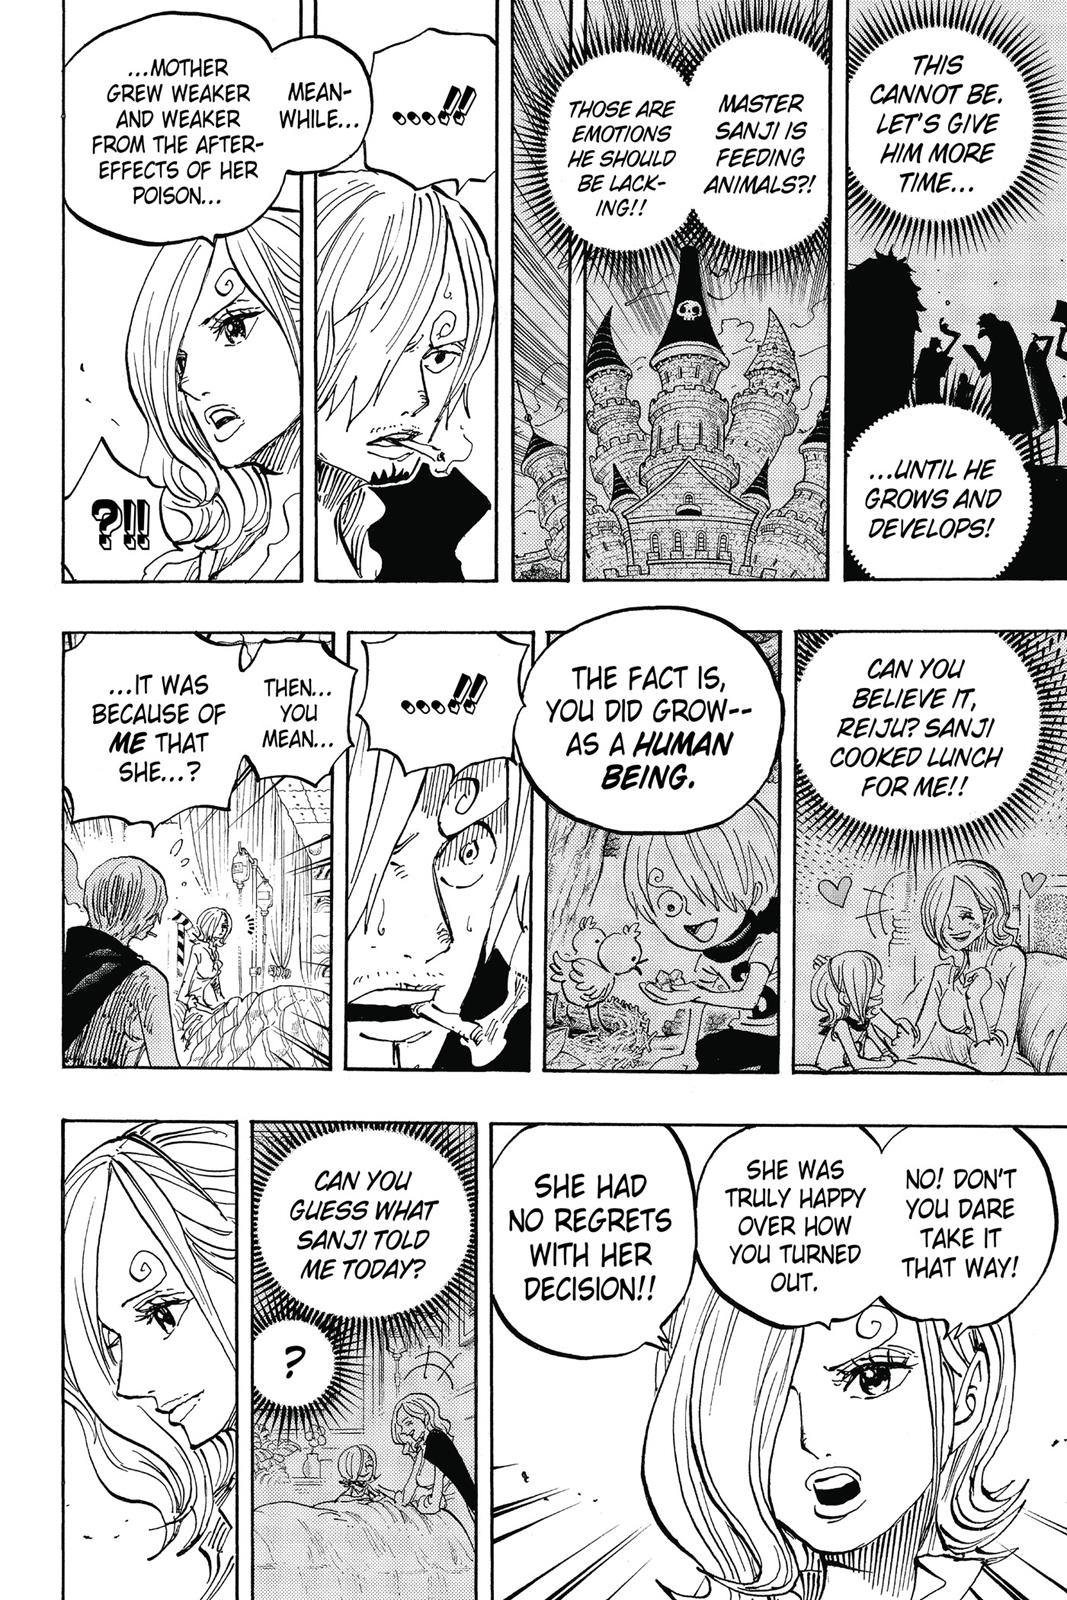 THIS
CANNOT BE.
LET'S GIVE
HIM MORE
TIME...
...UNTIL HE
GROWS AND
DEVELOPS!
MASTER
SANJI IS
FEEDING
ANIMALS?!
THOSE ARE
EMOTIONS
HE SHOULD
BE LACK-
ING!!
....!!
MEAN-
WHILE...
...MOTHER
GREW WEAKER
AND WEAKER
FROM THE AFTER-
EFFECTS OF HER
POISON...
?!!
CAN YOU
BELIEVE IT,
REIJU? SANJI
COOKED LUNCH
FOR ME!!
THE FACT IS,
YOU DID GROW--
AS A HUMAN
BEING.
....!!
THEN...
YOU
MEAN...
...IT WAS
BECAUSE OF
ME THAT
SHE...?
NO! DON'T
YOU DARE
TAKE IT
THAT WAY!
SHE WAS
TRULY HAPPY
OVER HOW
YOU TURNED
OUT.
SHE HAD
NO REGRETS
WITH HER
DECISION!!
CAN YOU
GUESS WHAT
SANJI TOLD
ME TODAY?
?